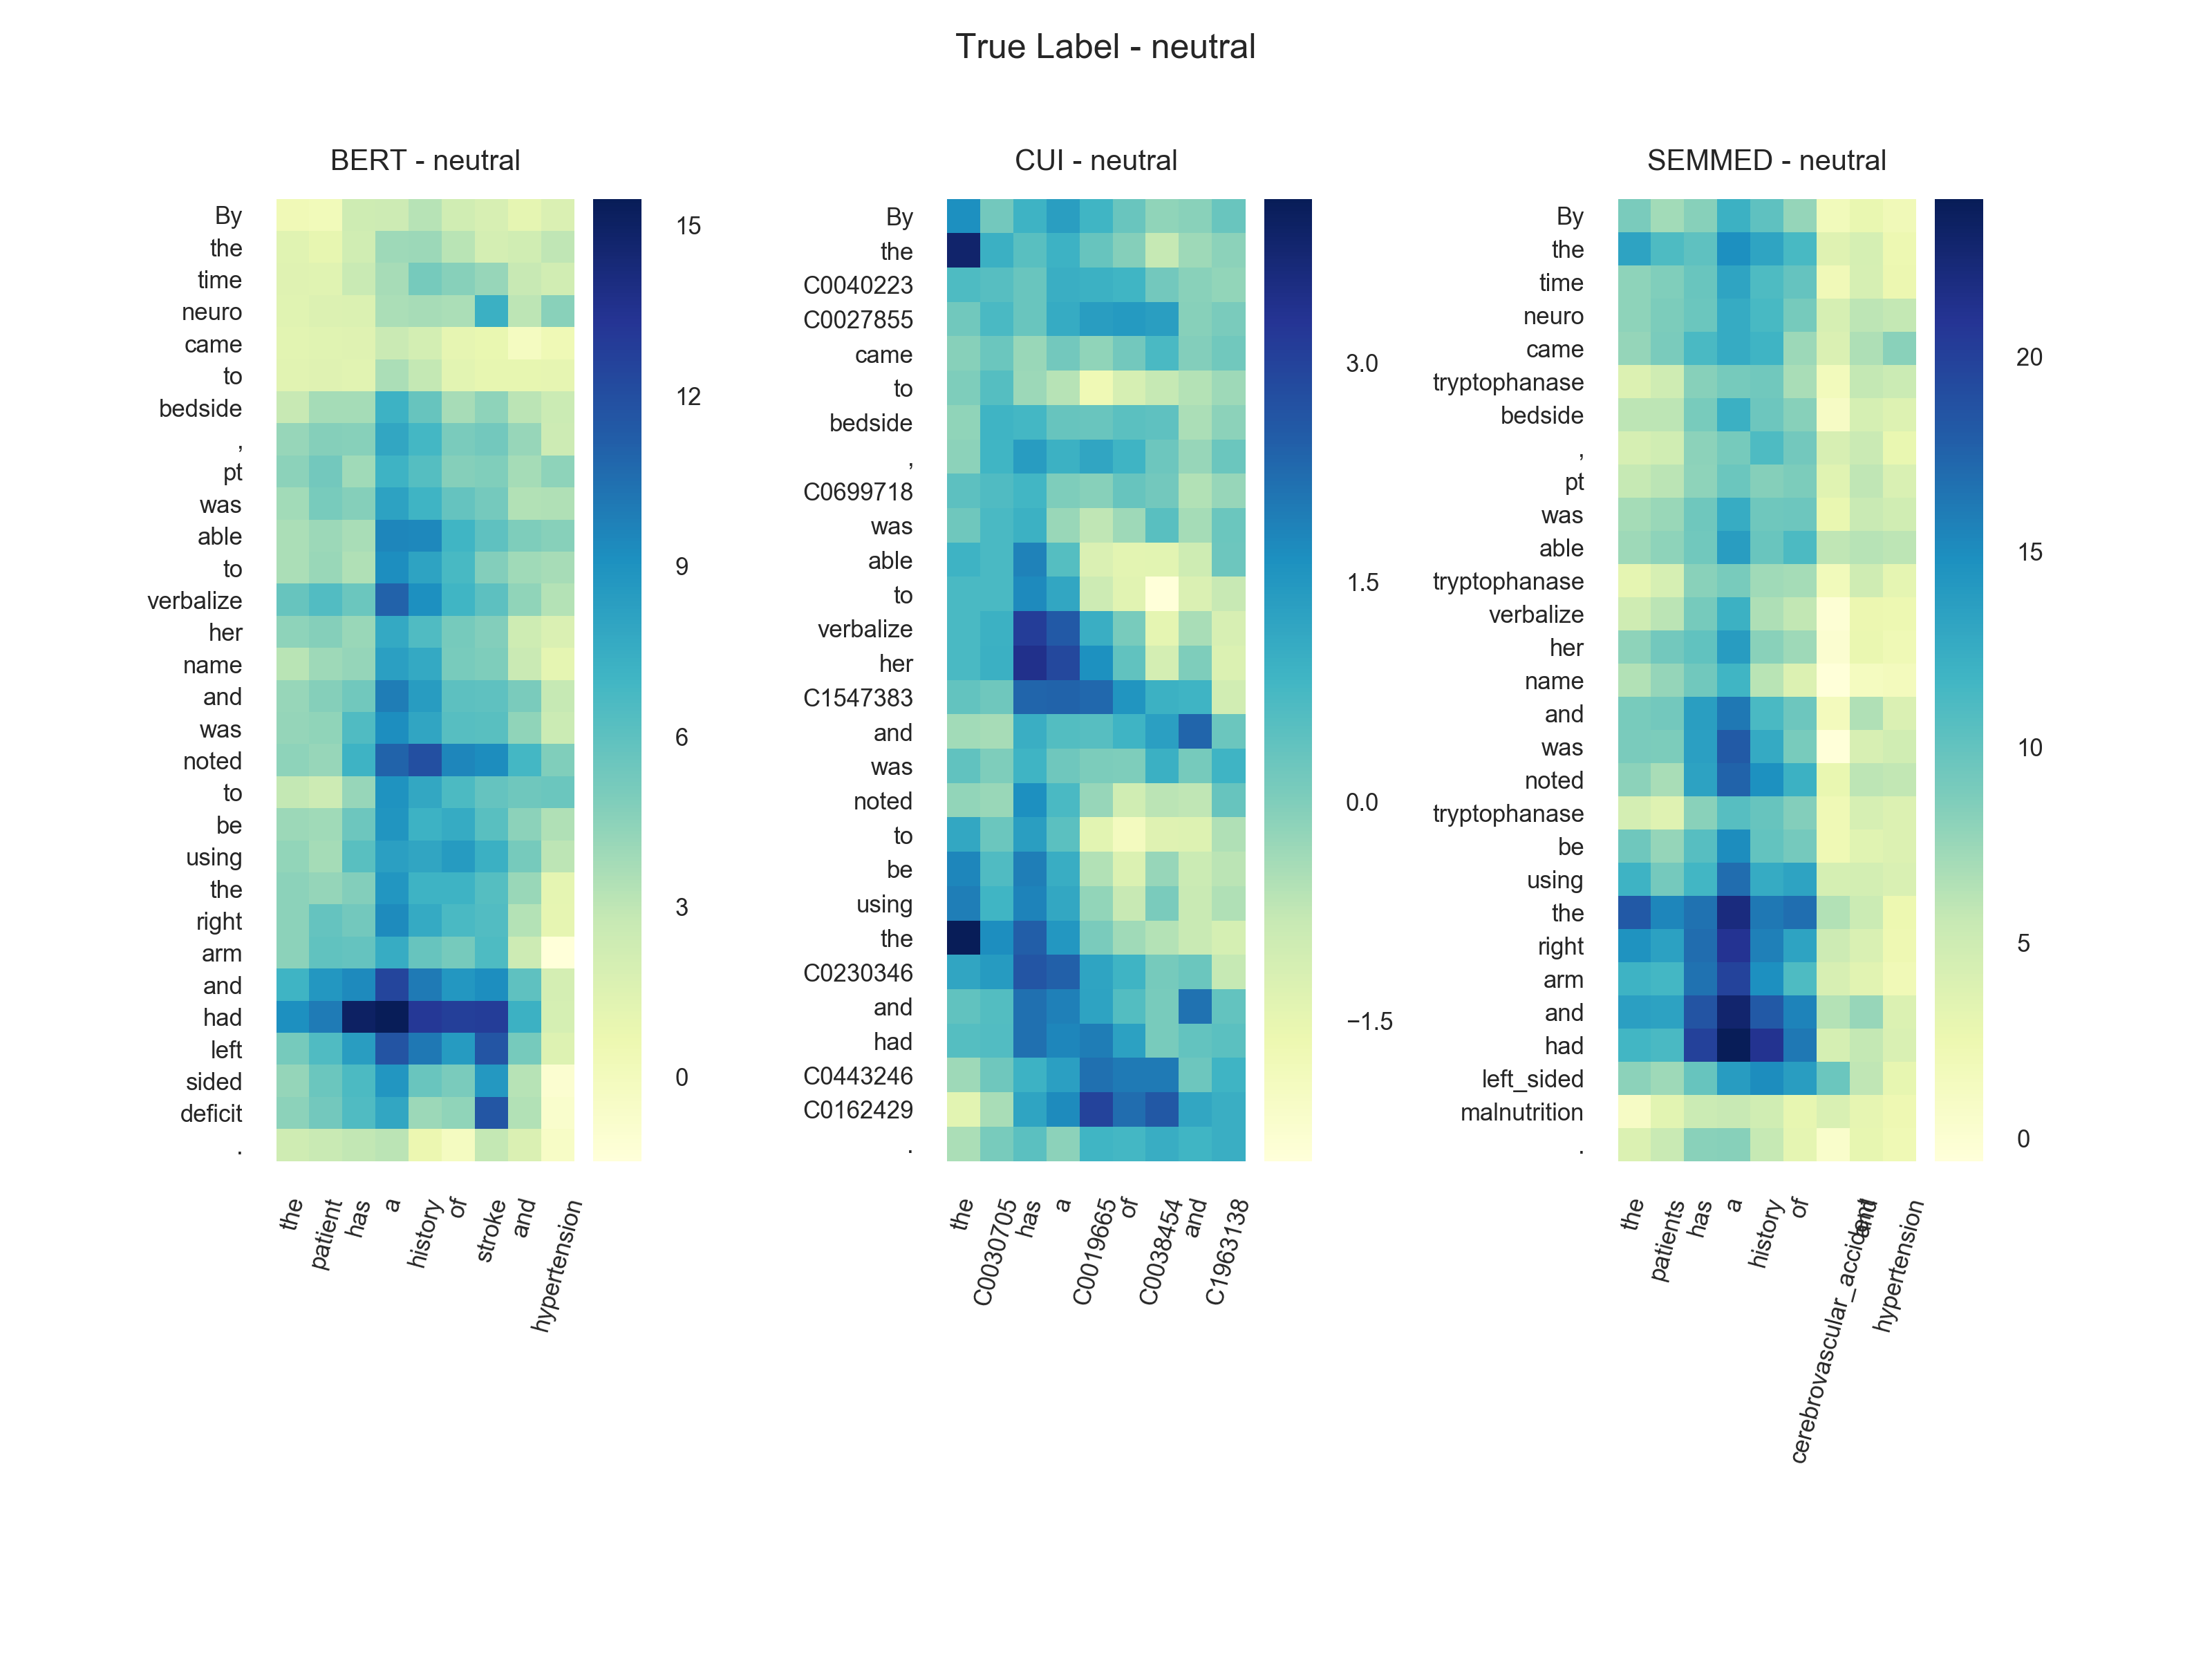 True Label - neutral
BERT - neutral
By
the
time
neuro
came
to
bedside
,
pt
was
able
to
verbalize
her
name
and
was
noted
to
be
using
the
right
arm
and
had
left
sided
deficit
.
15
12
9
6
3
0
the
patient
has
a
history
of
stroke
and
hypertension
CUI - neutral
By
the
C0040223
C0027855
came
to
bedside
,
C0699718
was
able
to
verbalize
her
C1547383
and
was
noted
to
be
using
the
C0230346
and
had
C0443246
C0162429
.
3.0
1.5
0.0
−1.5
the
C0030705
has
a
C0019665
of
C0038454
and
C1963138
SEMMED - neutral
By
the
time
neuro
came
tryptophanase
bedside
,
pt
was
able
tryptophanase
verbalize
her
name
and
was
noted
tryptophanase
be
using
the
right
arm
and
had
left_sided
malnutrition
.
20
15
10
5
0
the
patients
has
a
history
of
cerebrovascular_accident
and
hypertension